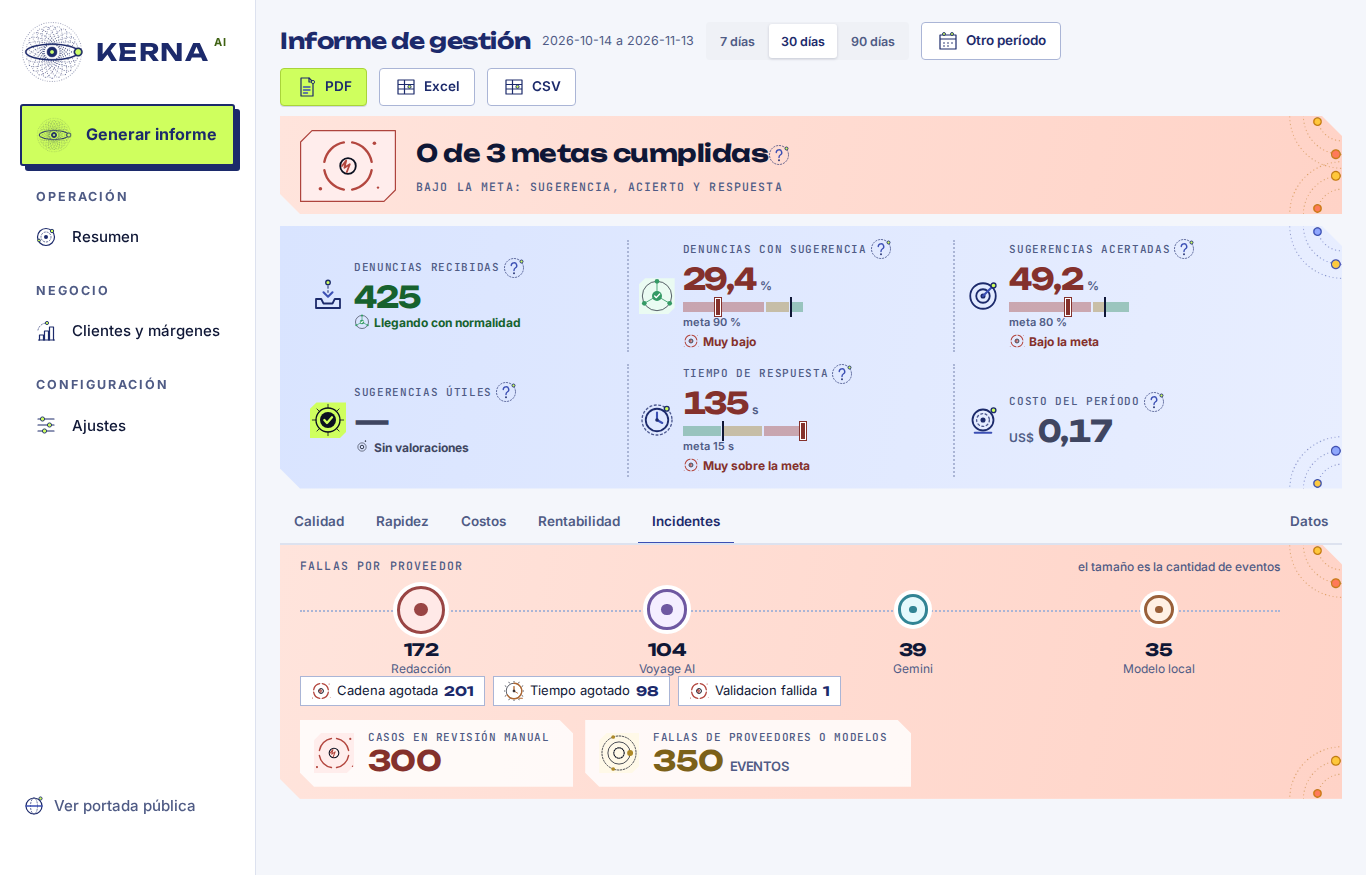 KERNA AI
Generar informe
OPERACIÓN
Resumen
NEGOCIO
Clientes y márgenes
CONFIGURACIÓN
Ajustes
Ver portada pública
Informe de gestión 2026-10-14 a 2026-11-13 7 días 30 días 90 días Otro período
PDF Excel CSV
0 de 3 metas cumplidas ?
BAJO LA META: SUGERENCIA, ACIERTO Y RESPUESTA
DENUNCIAS RECIBIDAS ?
425
Llegando con normalidad
DENUNCIAS CON SUGERENCIA ?
29,4 %
meta 90 %
Muy bajo
SUGERENCIAS ACERTADAS ?
49,2 %
meta 80 %
Bajo la meta
SUGERENCIAS ÚTILES ?
—
Sin valoraciones
TIEMPO DE RESPUESTA ?
135 s
meta 15 s
Muy sobre la meta
COSTO DEL PERÍODO ?
US$ 0,17
Calidad Rapidez Costos Rentabilidad Incidentes Datos
FALLAS POR PROVEEDOR el tamaño es la cantidad de eventos
172 104 39 35
Redacción Voyage AI Gemini Modelo local
Cadena agotada 201 Tiempo agotado 98 Validacion fallida 1
CASOS EN REVISIÓN MANUAL
300
FALLAS DE PROVEEDORES O MODELOS
350 EVENTOS